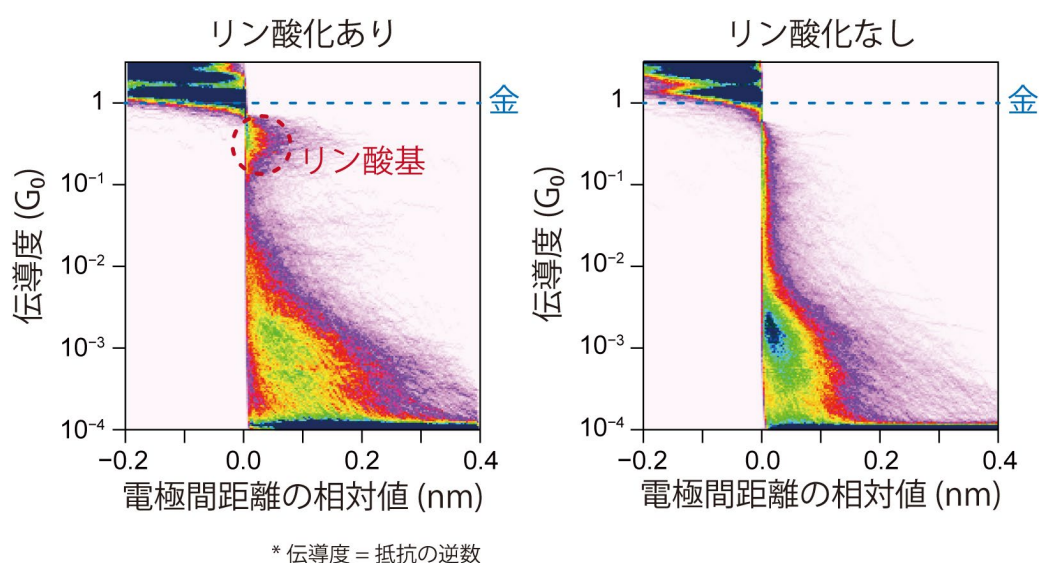 リン酸化あり
伝導度 (G₀)
1
10⁻¹
10⁻²
10⁻³
10⁻⁴
金
リン酸基
−0.2
0.0
0.2
0.4
電極間距離の相対値 (nm)
リン酸化なし
伝導度 (G₀)
1
10⁻¹
10⁻²
10⁻³
10⁻⁴
金
−0.2
0.0
0.2
0.4
電極間距離の相対値 (nm)
* 伝導度 = 抵抗の逆数